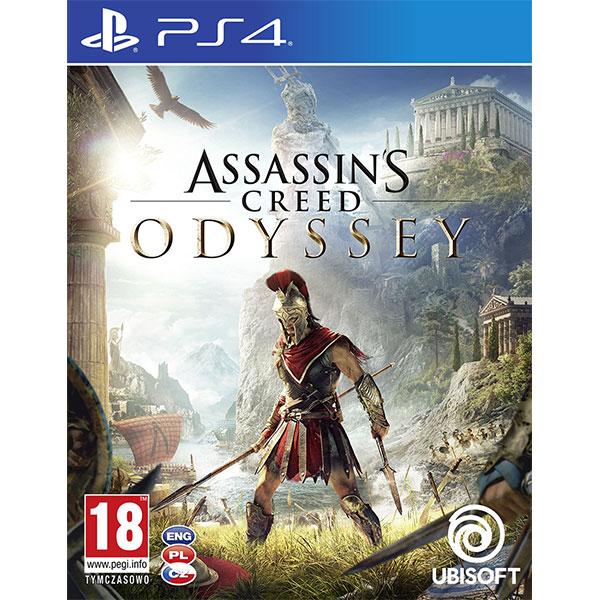 PS4
ASSASSIN'S
CREED
ODYSSEY
18
www.pegi.info
TYMCZASOWO
ENG
PL
CZ
UBISOFT